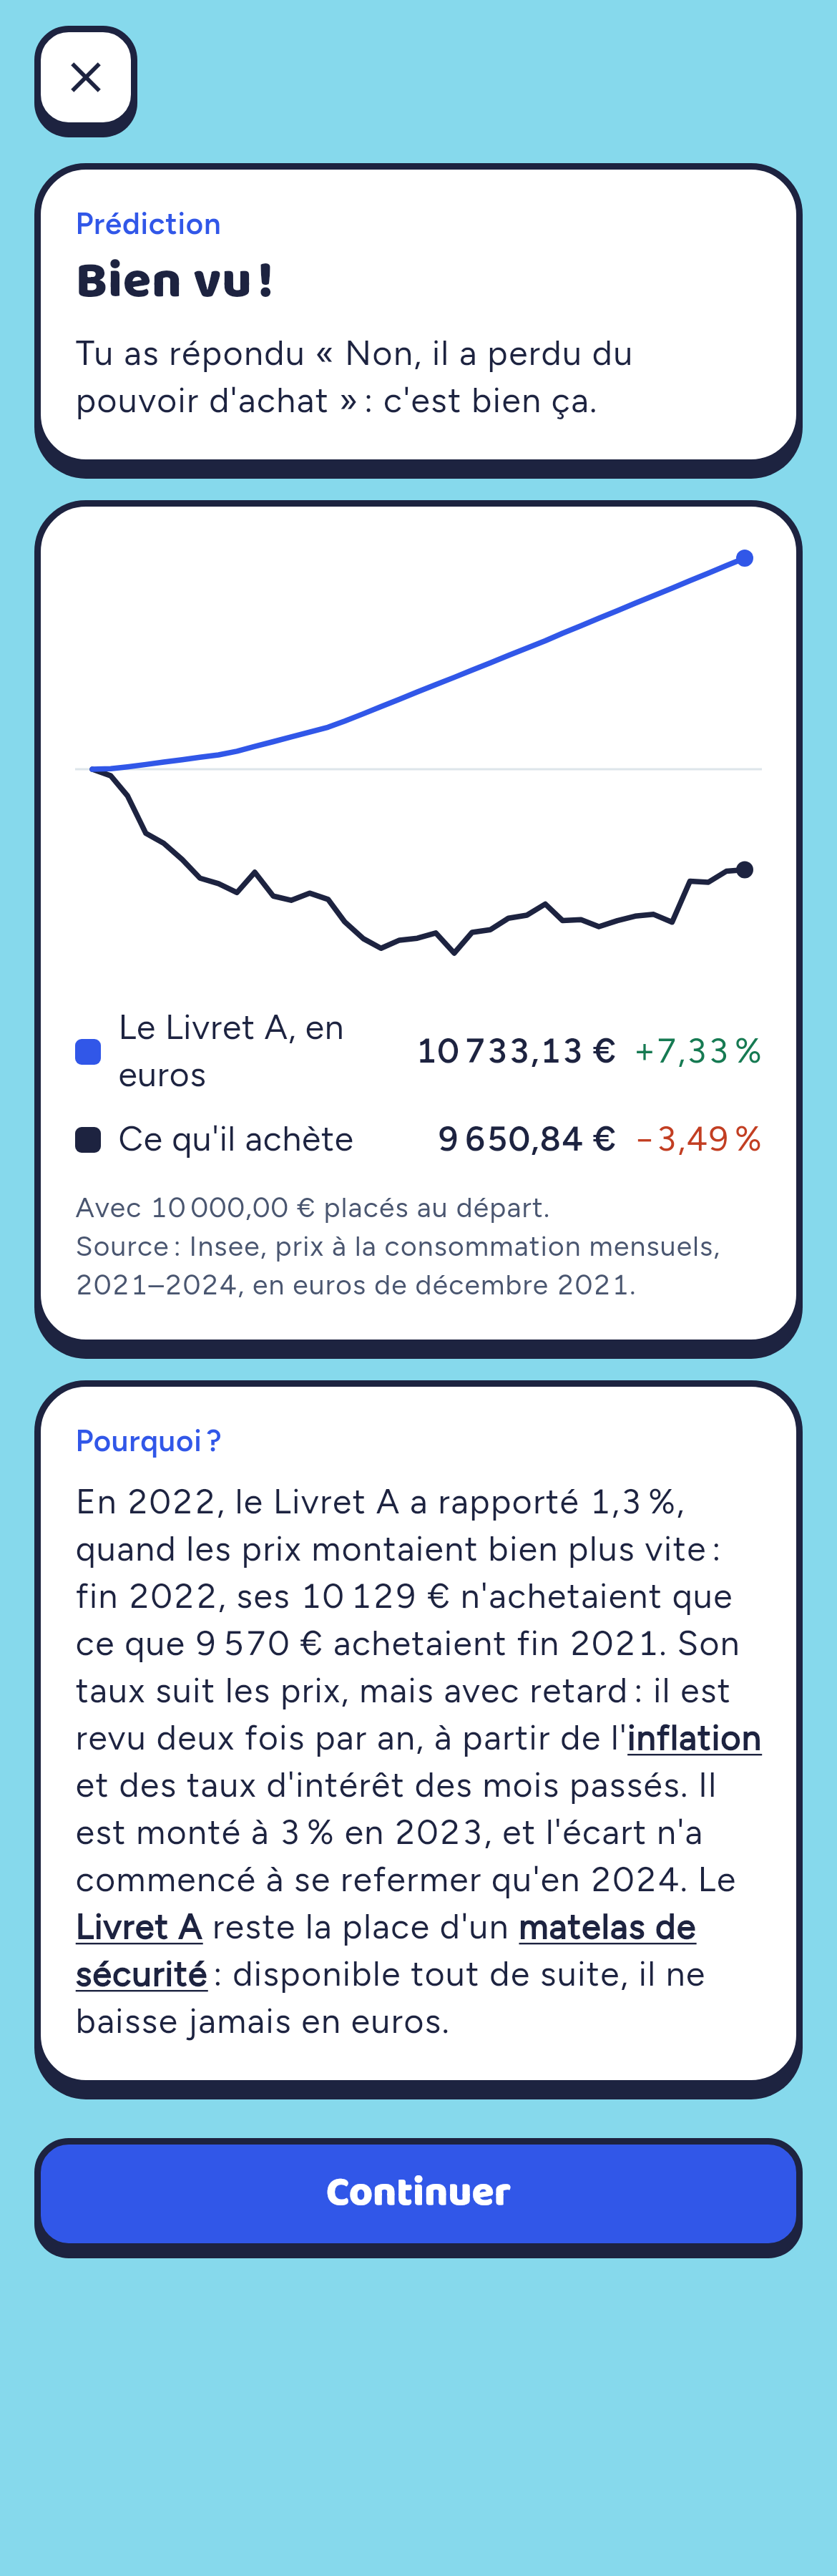 Prédiction
Bien vu !
Tu as répondu « Non, il a perdu du
pouvoir d'achat » : c'est bien ça.
Le Livret A, en
euros
10 733,13 € +7,33 %
Ce qu'il achète 9 650,84 € −3,49 %
Avec 10 000,00 € placés au départ.
Source : Insee, prix à la consommation mensuels,
2021–2024, en euros de décembre 2021.
Pourquoi ?
En 2022, le Livret A a rapporté 1,3 %,
quand les prix montaient bien plus vite :
fin 2022, ses 10 129 € n'achetaient que
ce que 9 570 € achetaient fin 2021. Son
taux suit les prix, mais avec retard : il est
revu deux fois par an, à partir de l'inflation
et des taux d'intérêt des mois passés. Il
est monté à 3 % en 2023, et l'écart n'a
commencé à se refermer qu'en 2024. Le
Livret A reste la place d'un matelas de
sécurité : disponible tout de suite, il ne
baisse jamais en euros.
Continuer